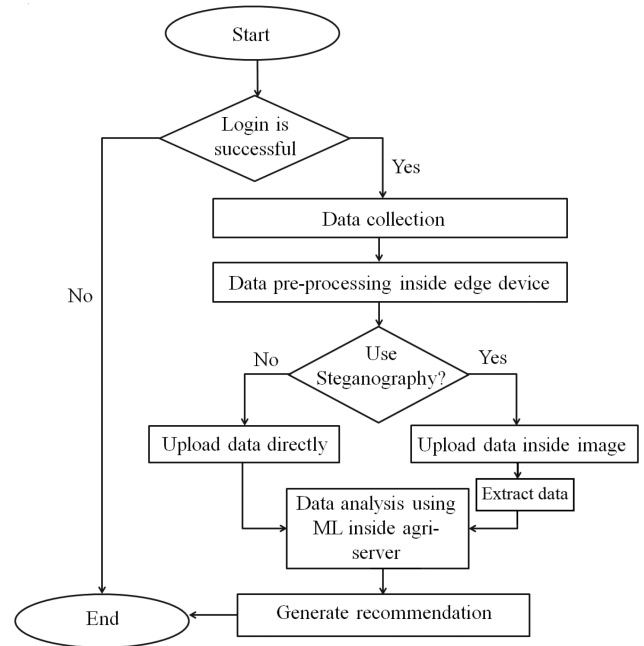 Start
Login is
successful
Yes
Data collection
Data pre-processing inside edge device
No
Use
Steganography?
No
Yes
Upload data directly
Upload data inside image
Extract data
Data analysis using
ML inside agri-
server
Generate recommendation
End